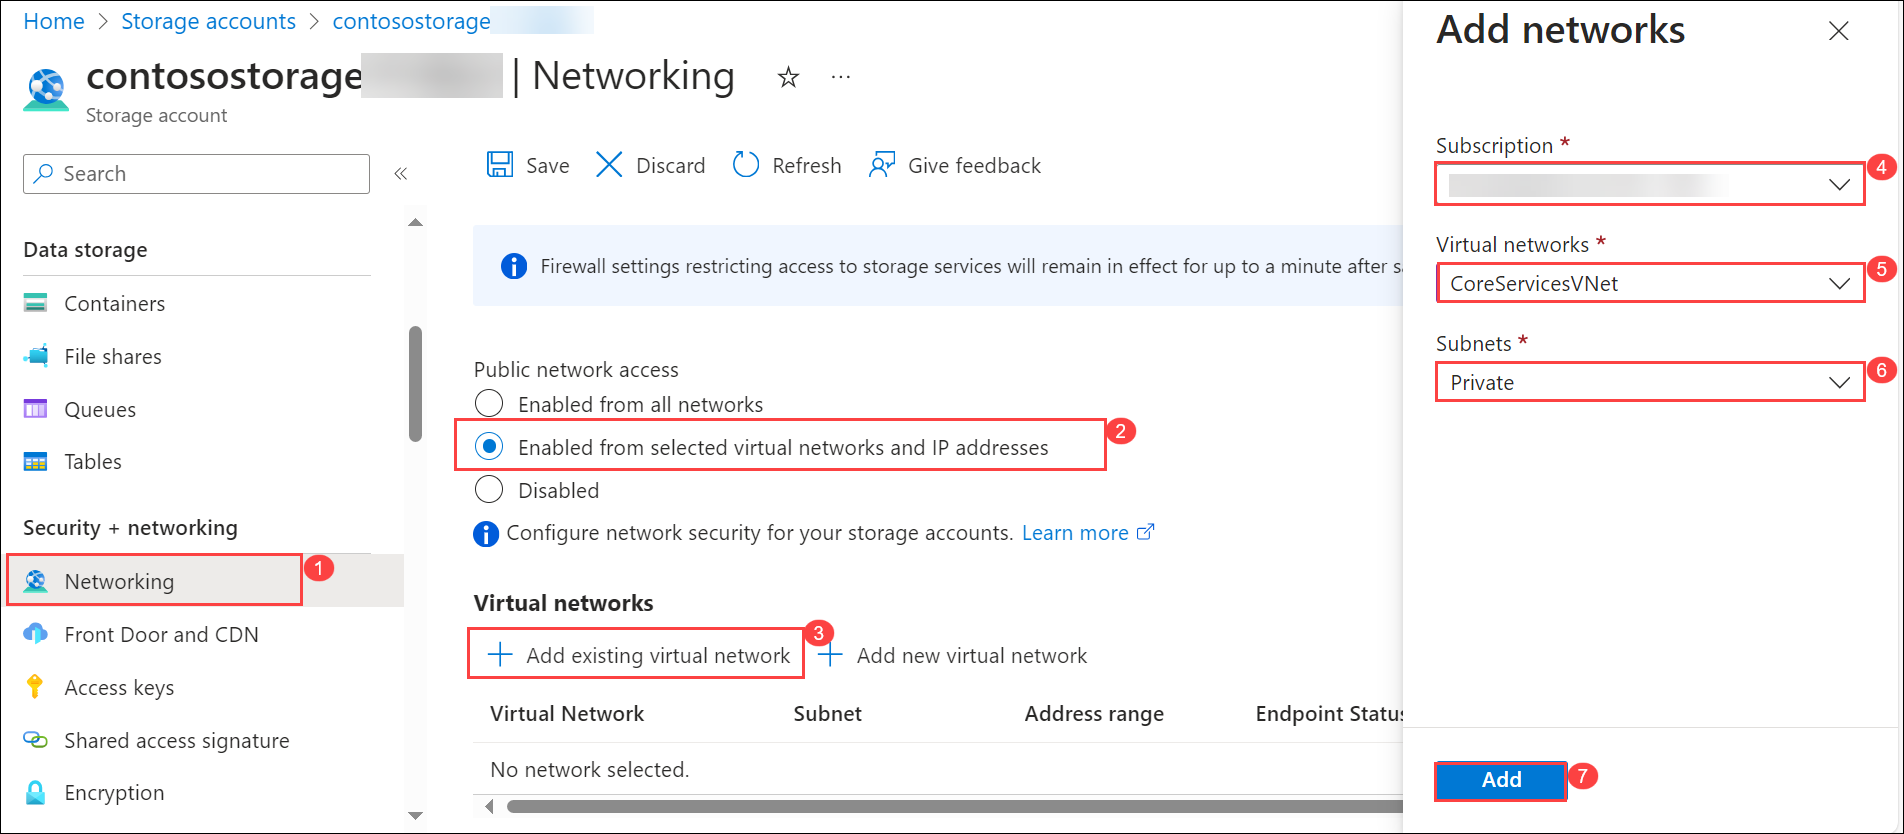 Home > Storage accounts > contosostorage
contosostorage | Networking ☆ ...
Storage account
Search
«
Data storage
Containers
File shares
Queues
Tables
Security + networking
Networking
1
Front Door and CDN
Access keys
Shared access signature
Encryption
Save
Discard
Refresh
Give feedback
Firewall settings restricting access to storage services will remain in effect for up to a minute after
Public network access
Enabled from all networks
Enabled from selected virtual networks and IP addresses
2
Disabled
Configure network security for your storage accounts. Learn more
Virtual networks
3
+ Add existing virtual network
+ Add new virtual network
Virtual Network Subnet Address range Endpoint Status
No network selected.
Add networks
Subscription *
4
Virtual networks *
CoreServicesVNet
5
Subnets *
Private
6
Add
7